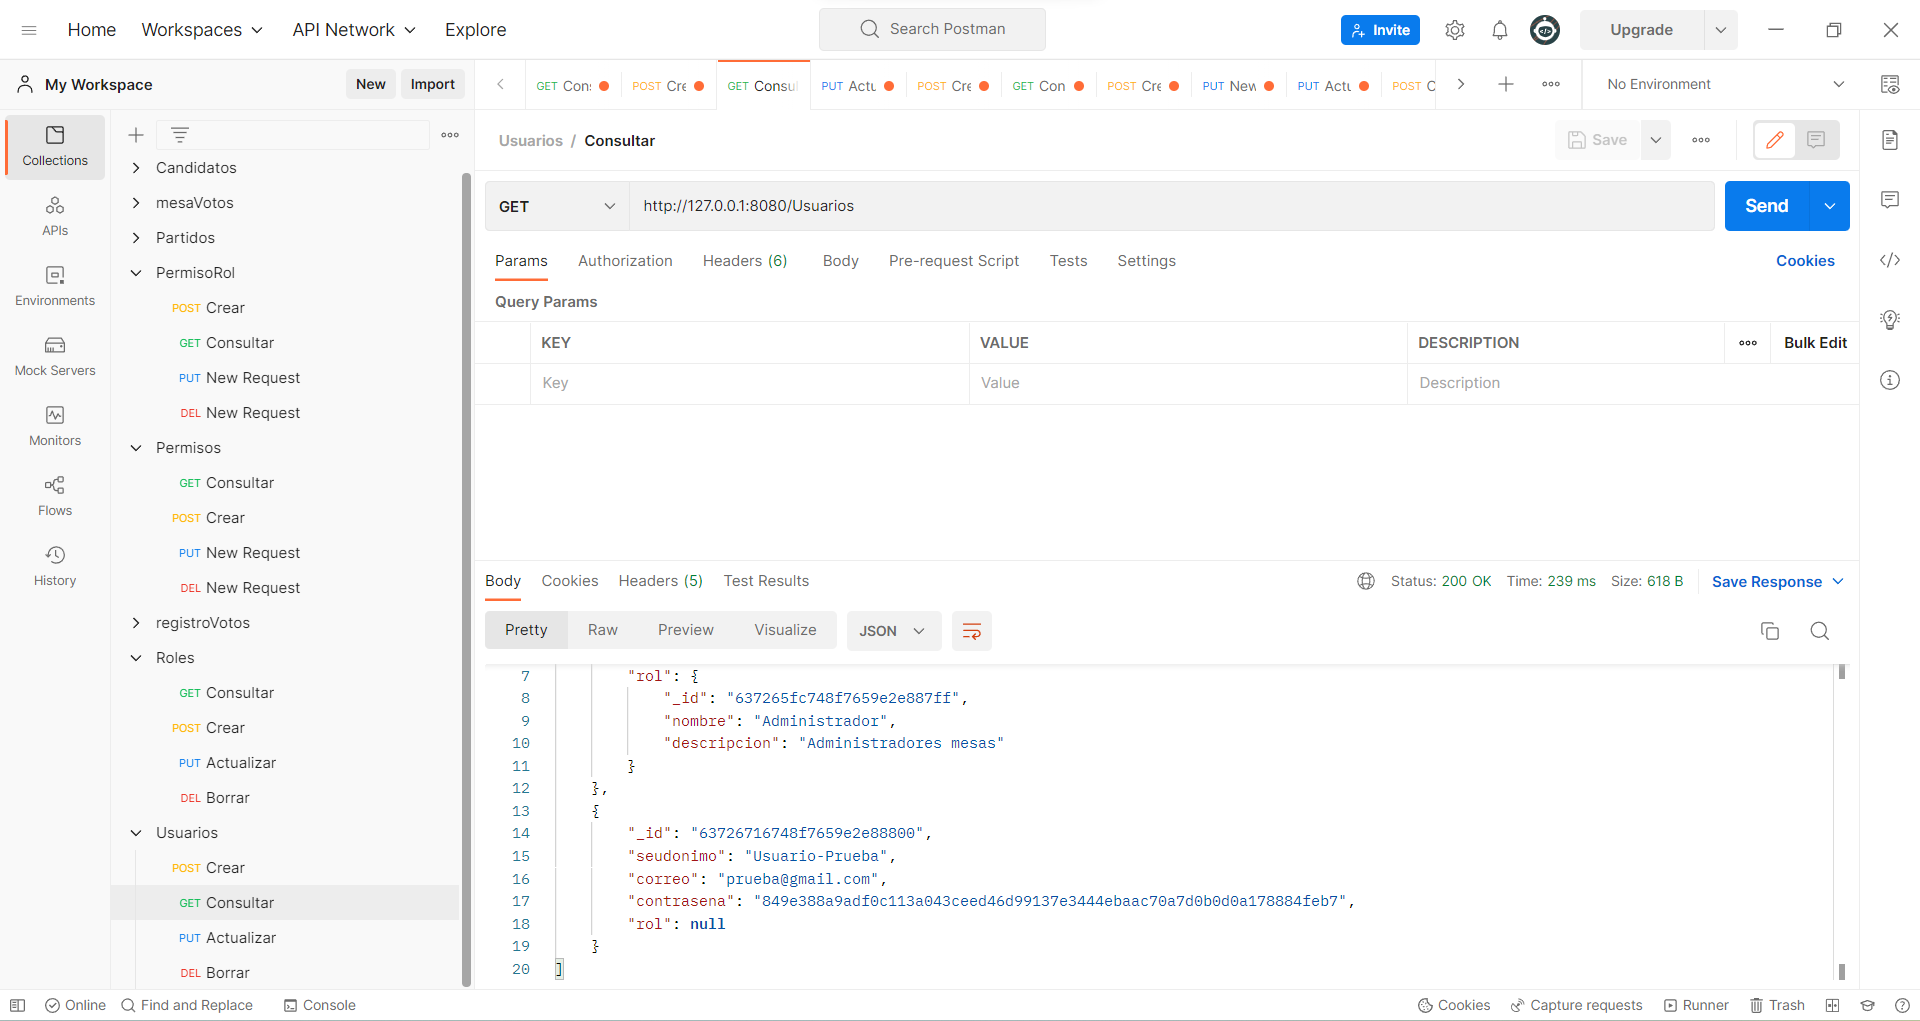 Home Workspaces API Network Explore Search Postman Invite Upgrade
My Workspace New Import
GET Con POST Cre GET Consul PUT Actu POST Cre GET Con POST Cre PUT New PUT Actu POST C No Environment
Collections
APIs
Environments
Mock Servers
Monitors
Flows
History
Candidatos
mesaVotos
Partidos
PermisoRol
POST Crear
GET Consultar
PUT New Request
DEL New Request
Permisos
GET Consultar
POST Crear
PUT New Request
DEL New Request
registroVotos
Roles
GET Consultar
POST Crear
PUT Actualizar
DEL Borrar
Usuarios
POST Crear
GET Consultar
PUT Actualizar
DEL Borrar
Usuarios / Consultar Save
GET http://127.0.0.1:8080/Usuarios Send
Params Authorization Headers (6) Body Pre-request Script Tests Settings Cookies
Query Params
KEY VALUE DESCRIPTION Bulk Edit
Key Value Description
Body Cookies Headers (5) Test Results Status: 200 OK Time: 239 ms Size: 618 B Save Response
Pretty Raw Preview Visualize JSON
7 "rol": {
8 "_id": "637265fc748f7659e2e887ff",
9 "nombre": "Administrador",
10 "descripcion": "Administradores mesas"
11 }
12 },
13 {
14 "_id": "63726716748f7659e2e88800",
15 "seudonimo": "Usuario-Prueba",
16 "correo": "prueba@gmail.com",
17 "contrasena": "849e388a9adf0c113a043ceed46d99137e3444ebaac70a7d0b0d0a178884feb7",
18 "rol": null
19 }
20 ]
Online Find and Replace Console Cookies Capture requests Runner Trash